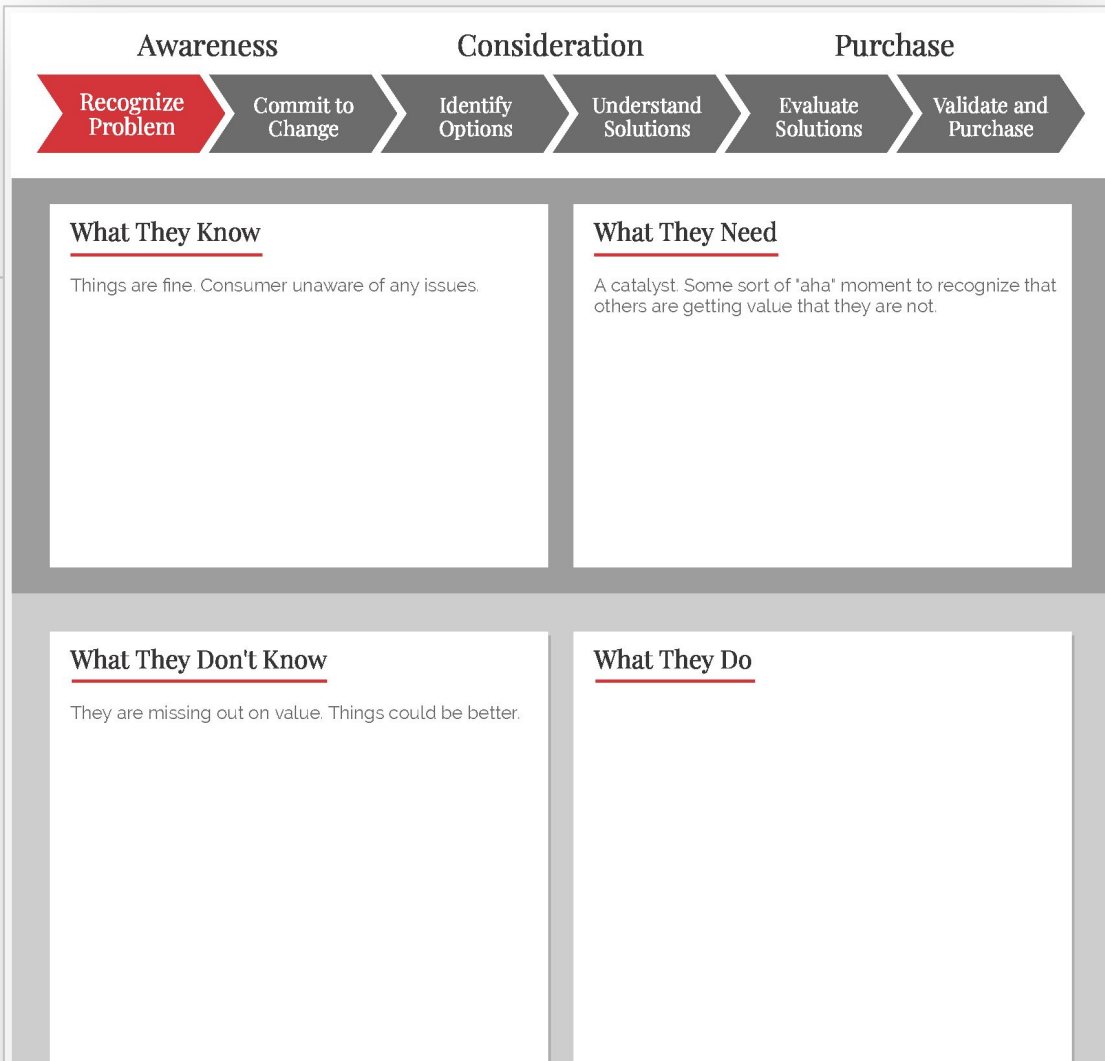 Awareness
Consideration
Purchase
Recognize
Problem
Commit to
Change
Identify
Options
Understand
Solutions
Evaluate
Solutions
Validate and
Purchase
What They Know
Things are fine. Consumer unaware of any issues.
What They Need
A catalyst. Some sort of "aha" moment to recognize that
others are getting value that they are not.
What They Don't Know
They are missing out on value. Things could be better.
What They Do